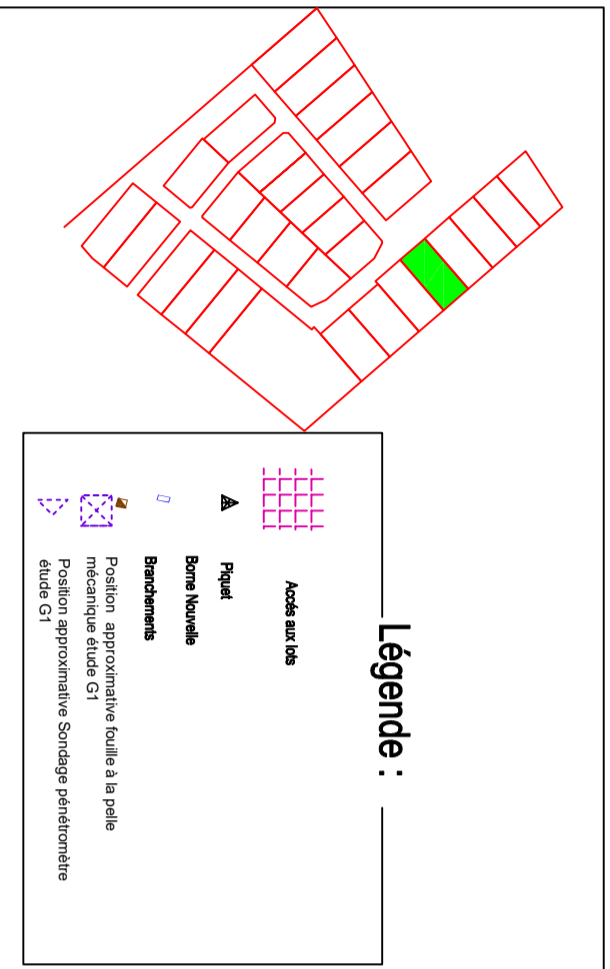 Légende :
Accés aux lots
Piquet
Borne Nouvelle
Branchements
Position approximative fouille à la pelle
mécanique étude G1
Position approximative Sondage pénétromètre
étude G1